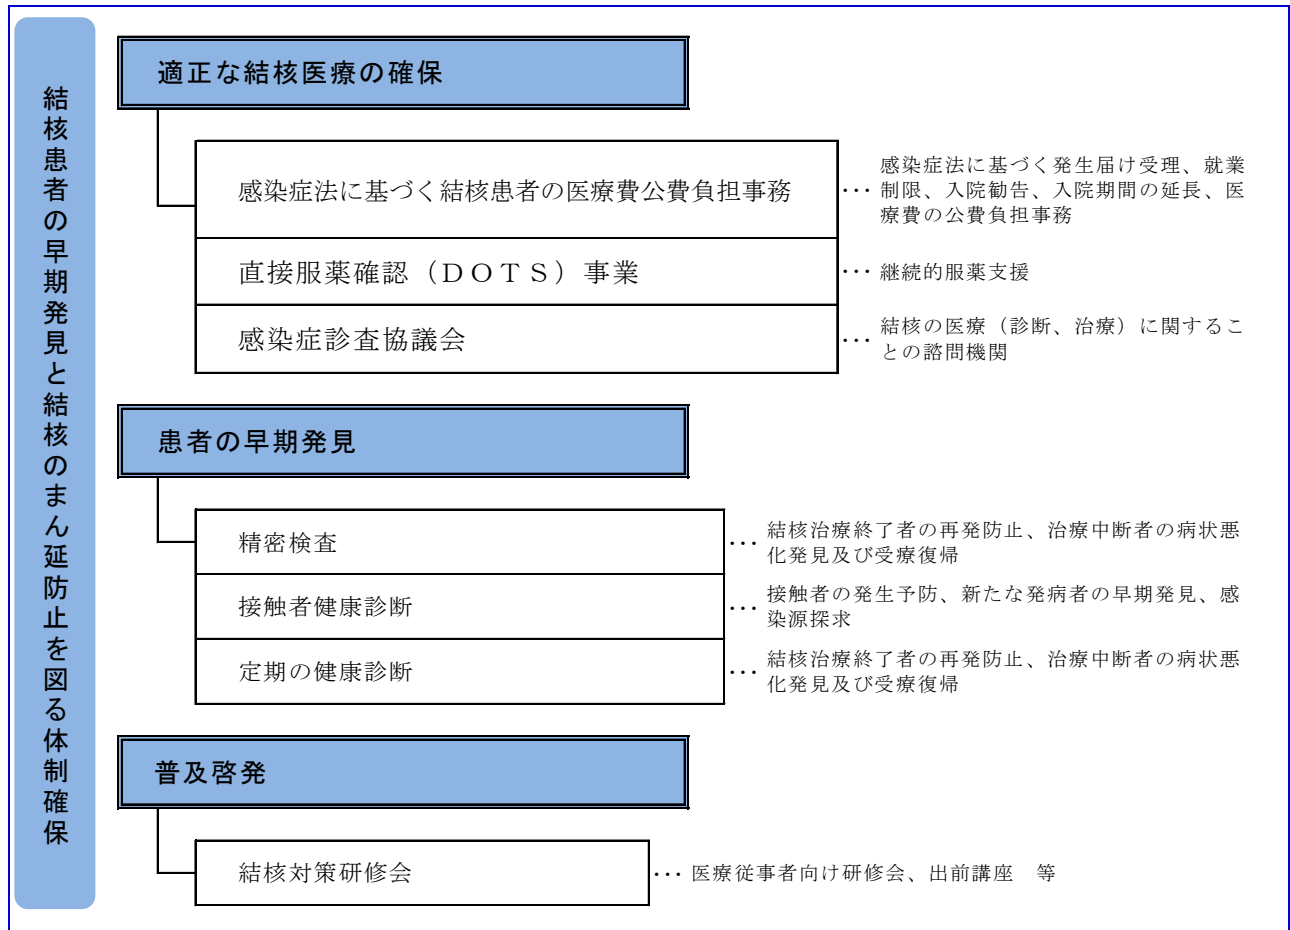 結核患者の早期発見と結核のまん延防止を図る体制確保
適正な結核医療の確保
感染症法に基づく結核患者の医療費公費負担事務
･･･
感染症法に基づく発生届け受理、就業
制限、入院勧告、入院期間の延長、医
療費の公費負担事務
直接服薬確認（ＤＯＴＳ）事業
･･･ 継続的服薬支援
感染症診査協議会
･･･
結核の医療（診断、治療）に関するこ
との諮問機関
患者の早期発見
精密検査
･･･
結核治療終了者の再発防止、治療中断者の病状悪
化発見及び受療復帰
接触者健康診断
･･･
接触者の発生予防、新たな発病者の早期発見、感
染源探求
定期の健康診断
･･･
結核治療終了者の再発防止、治療中断者の病状悪
化発見及び受療復帰
普及啓発
結核対策研修会
･･･ 医療従事者向け研修会、出前講座　等